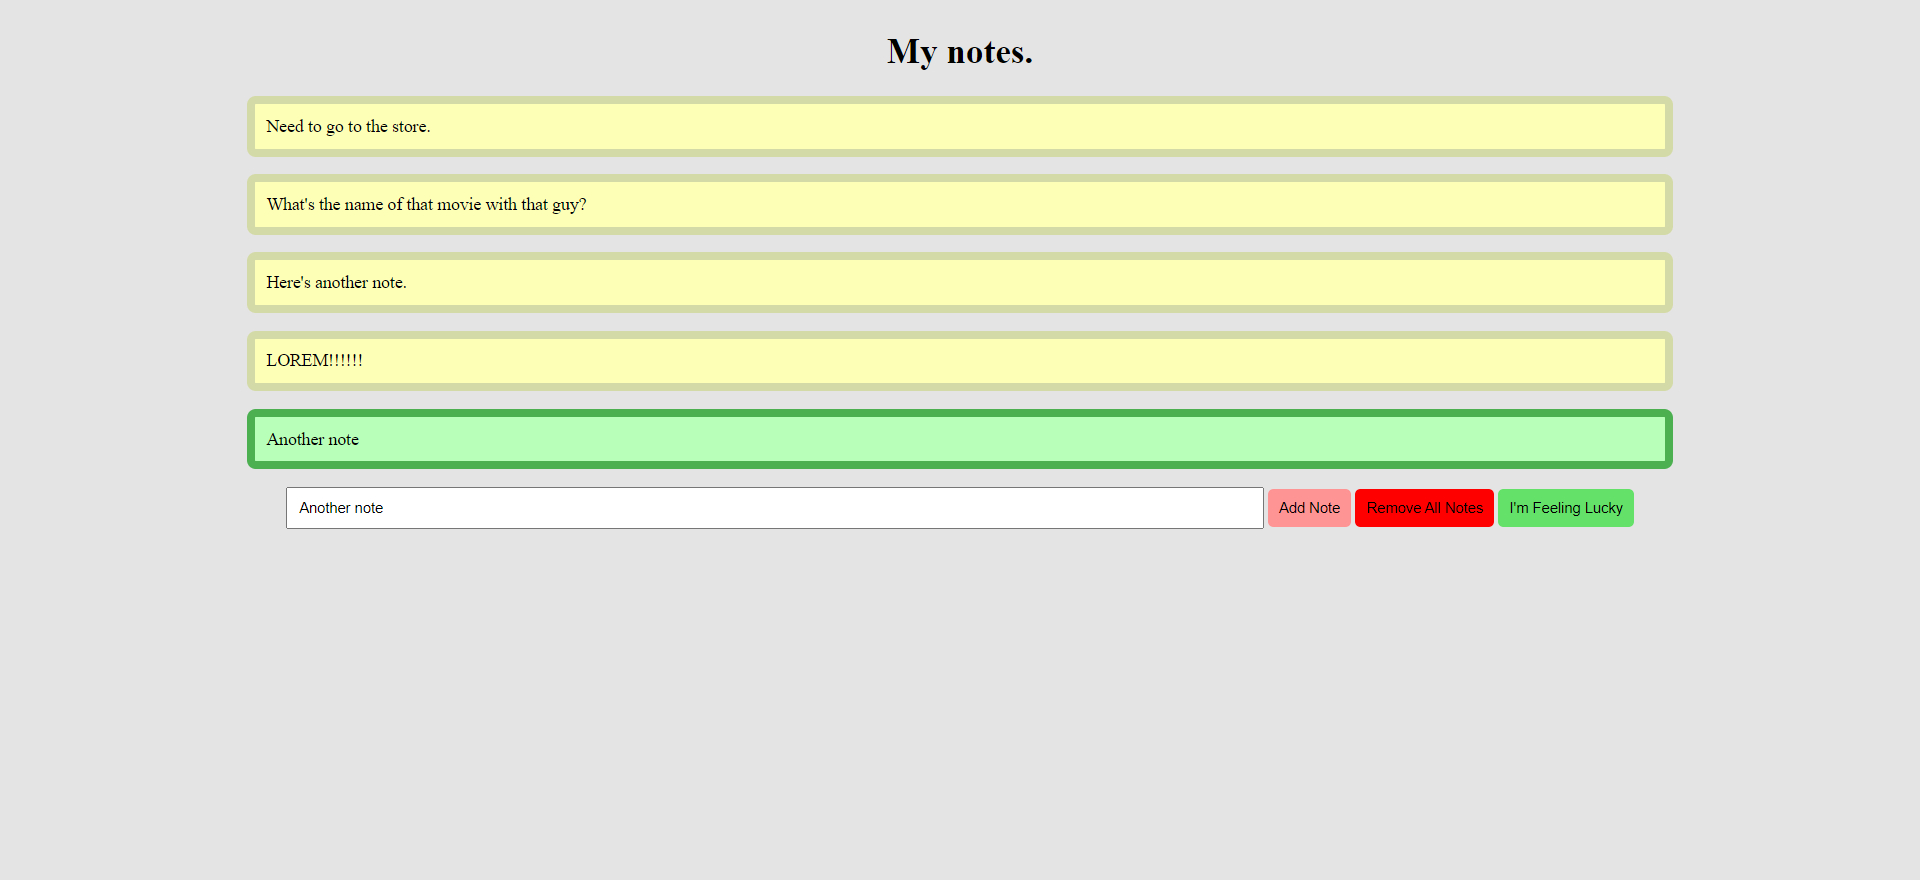 My notes.
Need to go to the store.
What's the name of that movie with that guy?
Here's another note.
LOREM!!!!!!
Another note
Another note Add Note Remove All Notes I'm Feeling Lucky